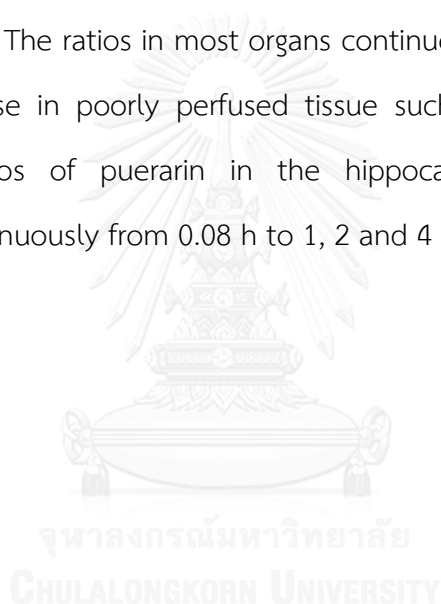 The ratios in most organs continue
se in poorly perfused tissue such
os of puerarin in the hippoca
nuously from 0.08 h to 1, 2 and 4
จุฬาลงกรณ์มหาวิทยาลัย
CHULALONGKORN UNIVERSITY